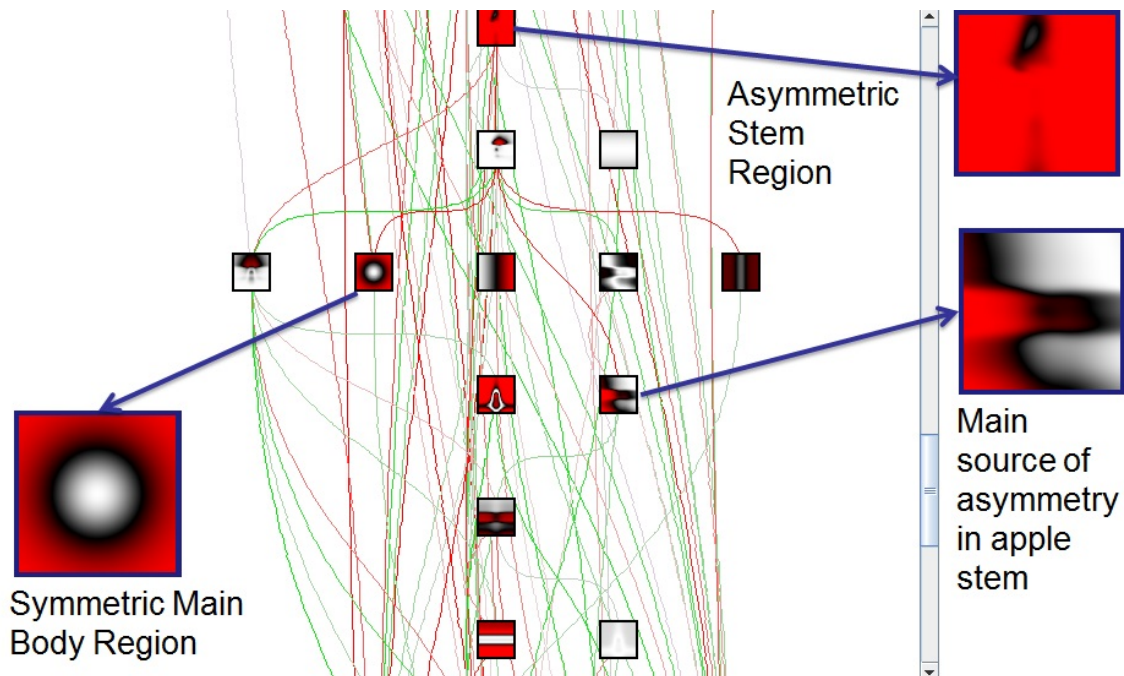 Asymmetric
Stem
Region
Main
source of
asymmetry
in apple
stem
Symmetric Main
Body Region